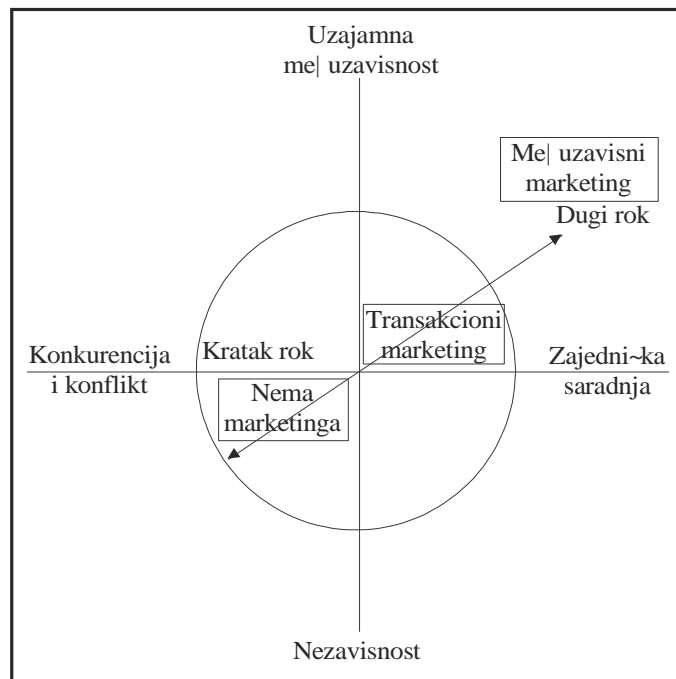 Uzajamna
me| uzavisnost
Me| uzavisni
marketing
Dugi rok
Transakcioni
marketing
Konkurencija
i konflikt
Kratak rok
Zajedni~ka
saradnja
Nema
marketinga
Nezavisnost